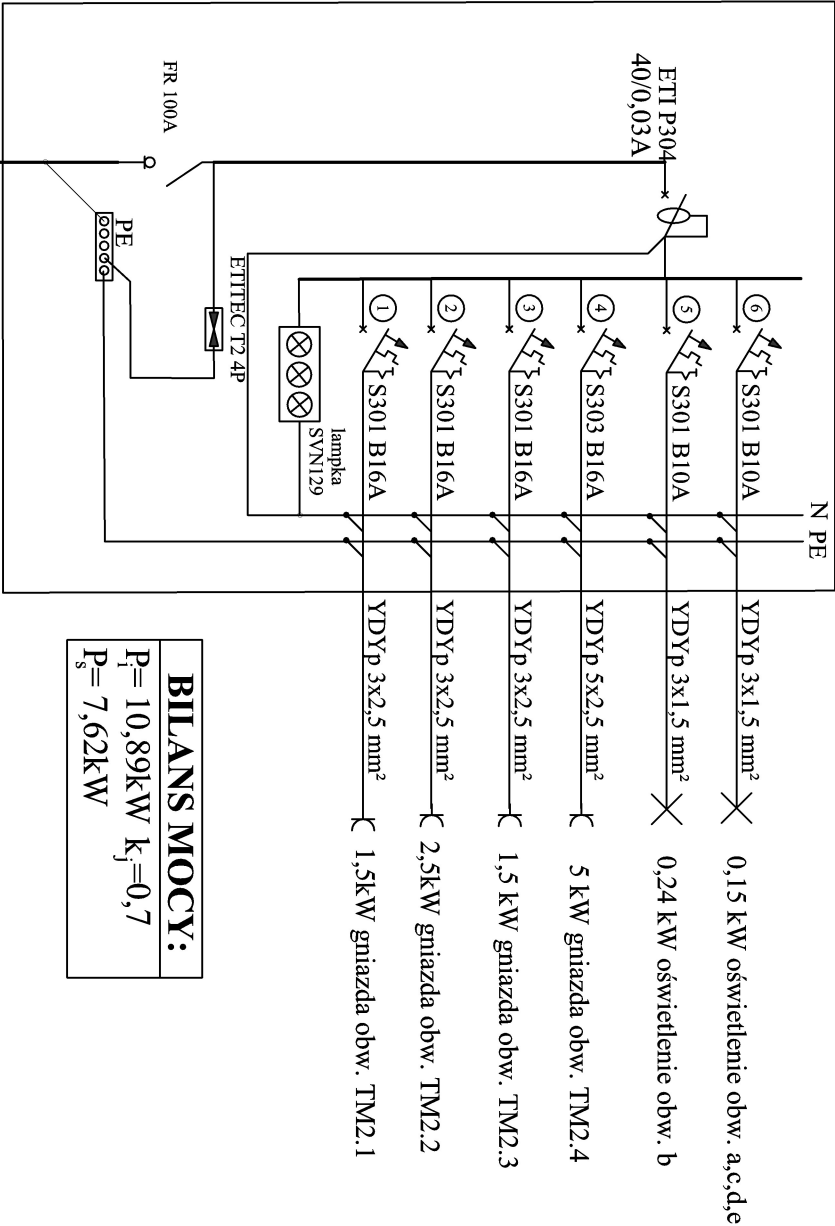 ETI P304
40/0,03A
FR 100A
PE
ETITEC T2 4P
lampka
SVN129
N
PE
1
S301 B16A
YDYp 3x2,5 mm²
1,5kW gniazda obw. TM2.1
2
S301 B16A
YDYp 3x2,5 mm²
2,5kW gniazda obw. TM2.2
3
S301 B16A
YDYp 3x2,5 mm²
1,5 kW gniazda obw. TM2.3
4
S303 B16A
YDYp 5x2,5 mm²
5 kW gniazda obw. TM2.4
5
S301 B10A
YDYp 3x1,5 mm²
0,24 kW oświetlenie obw. b
6
S301 B10A
YDYp 3x1,5 mm²
0,15 kW oświetlenie obw. a,c,d,e
BILANS MOCY:
Pi= 10,89kW kj=0,7
Ps= 7,62kW